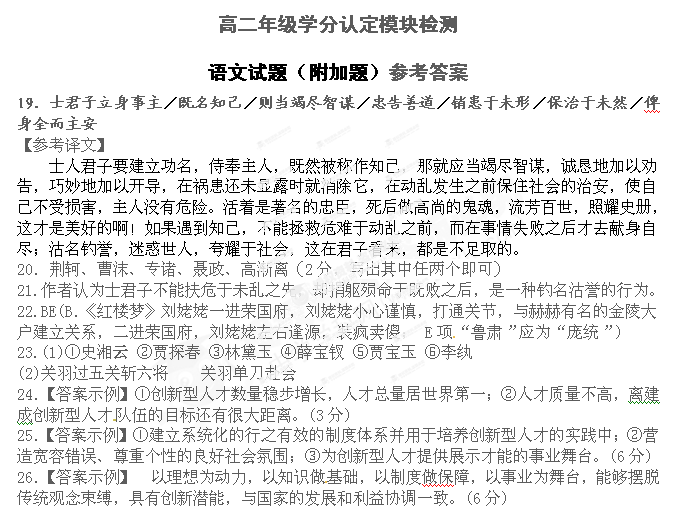 高二年级学分认定模块检测
语文试题（附加题）参考答案
19．士君子立身事主／既名知己／则当竭尽智谋／忠告善道／销患于未形／保治于未然／俾
身全而主安
【参考译文】
士人君子要建立功名，侍奉主人，既然被称作知己，那就应当竭尽智谋，诚恳地加以劝
告，巧妙地加以开导，在祸患还未显露时就消除它，在动乱发生之前保住社会的治安，使自
己不受损害，主人没有危险。活着是著名的忠臣，死后做高尚的鬼魂，流芳百世，照耀史册，
这才是美好的啊！如果遇到知己，不能拯救危难于动乱之前，而在事情失败之后才去献身自
尽；沽名钓誉，迷惑世人，夸耀于社会，这在君子看来，都是不足取的。
20．荆轲、曹沫、专诸、聂政、高渐离（2分，写出其中任两个即可）
21.作者认为士君子不能扶危于未乱之先，却捐躯殒命于既败之后，是一种钓名沽誉的行为。
22.BE(B.《红楼梦》刘姥姥一进荣国府，刘姥姥小心谨慎，打通关节，与赫赫有名的金陵大
户建立关系，二进荣国府，刘姥姥左右逢源，装疯卖傻。 E项“鲁肃”应为“庞统”)
23.(1)①史湘云 ②贾探春 ③林黛玉 ④薛宝钗 ⑤贾宝玉 ⑥李纨
(2)关羽过五关斩六将 关羽单刀赴会
24.【答案示例】①创新型人才数量稳步增长，人才总量居世界第一；②人才质量不高，离建
成创新型人才队伍的目标还有很大距离。(3分)
25.【答案示例】①建立系统化的行之有效的制度体系并用于培养创新型人才的实践中；②营
造宽容错误、尊重个性的良好社会氛围；③为创新型人才提供展示才能的事业舞台。（6分）
26.【答案示例】 以理想为动力，以知识做基础，以制度做保障，以事业为舞台，能够摆脱
传统观念束缚，具有创新潜能，与国家的发展和利益协调一致。(6分)